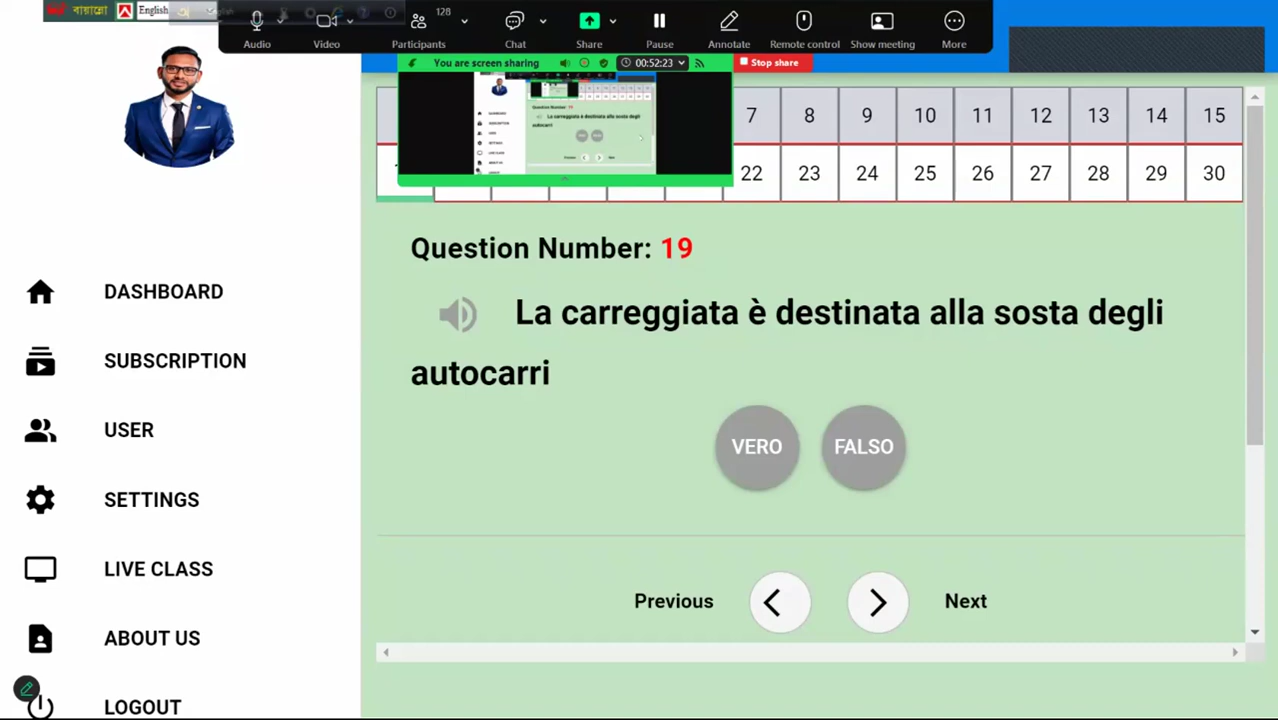 বায়ান্নো English
128
Audio Video Participants Chat Share Pause Annotate Remote control Show meeting More
You are screen sharing 00:52:23 Stop share
7 8 9 10 11 12 13 14 15
22 23 24 25 26 27 28 29 30
Question Number: 19
La carreggiata è destinata alla sosta degli
autocarri
VERO FALSO
Previous Next
DASHBOARD
SUBSCRIPTION
USER
SETTINGS
LIVE CLASS
ABOUT US
LOGOUT